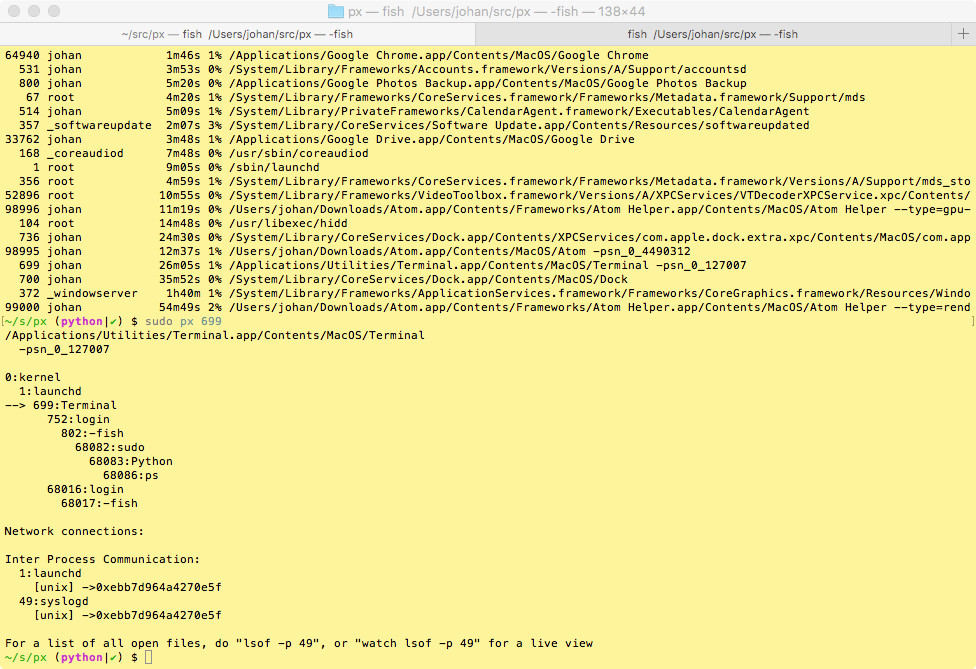 px — fish  /Users/johan/src/px — -fish — 138×44
~/src/px — fish  /Users/johan/src/px — -fish
fish  /Users/johan/src/px — -fish
+
64940 johan            1m46s 1% /Applications/Google Chrome.app/Contents/MacOS/Google Chrome
  531 johan            3m53s 0% /System/Library/Frameworks/Accounts.framework/Versions/A/Support/accountsd
  800 johan            5m20s 0% /Applications/Google Photos Backup.app/Contents/MacOS/Google Photos Backup
   67 root             4m20s 1% /System/Library/Frameworks/CoreServices.framework/Frameworks/Metadata.framework/Support/mds
  514 johan            5m09s 1% /System/Library/PrivateFrameworks/CalendarAgent.framework/Executables/CalendarAgent
  357 _softwareupdate  2m07s 3% /System/Library/CoreServices/Software Update.app/Contents/Resources/softwareupdated
33762 johan            3m48s 1% /Applications/Google Drive.app/Contents/MacOS/Google Drive
  168 _coreaudiod      7m48s 0% /usr/sbin/coreaudiod
    1 root             9m05s 0% /sbin/launchd
  356 root             4m59s 1% /System/Library/Frameworks/CoreServices.framework/Frameworks/Metadata.framework/Versions/A/Support/mds_sto
52896 root            10m55s 0% /System/Library/Frameworks/VideoToolbox.framework/Versions/A/XPCServices/VTDecoderXPCService.xpc/Contents/
98996 johan           11m19s 0% /Users/johan/Downloads/Atom.app/Contents/Frameworks/Atom Helper.app/Contents/MacOS/Atom Helper --type=gpu-
  104 root            14m48s 0% /usr/libexec/hidd
  736 johan           24m30s 0% /System/Library/CoreServices/Dock.app/Contents/XPCServices/com.apple.dock.extra.xpc/Contents/MacOS/com.app
98995 johan           12m37s 1% /Users/johan/Downloads/Atom.app/Contents/MacOS/Atom -psn_0_4490312
  699 johan           26m05s 1% /Applications/Utilities/Terminal.app/Contents/MacOS/Terminal -psn_0_127007
  700 johan           35m52s 0% /System/Library/CoreServices/Dock.app/Contents/MacOS/Dock
  372 _windowserver    1h40m 1% /System/Library/Frameworks/ApplicationServices.framework/Frameworks/CoreGraphics.framework/Resources/Windo
99000 johan           54m49s 2% /Users/johan/Downloads/Atom.app/Contents/Frameworks/Atom Helper.app/Contents/MacOS/Atom Helper --type=rend
[~/s/px (python|✔) $ sudo px 699 ]
/Applications/Utilities/Terminal.app/Contents/MacOS/Terminal
  -psn_0_127007
0:kernel
  1:launchd
--> 699:Terminal
      752:login
        802:-fish
          68082:sudo
            68083:Python
              68086:ps
      68016:login
        68017:-fish
Network connections:
Inter Process Communication:
  1:launchd
    [unix] ->0xebb7d964a4270e5f
  49:syslogd
    [unix] ->0xebb7d964a4270e5f
For a list of all open files, do "lsof -p 49", or "watch lsof -p 49" for a live view
~/s/px (python|✔) $